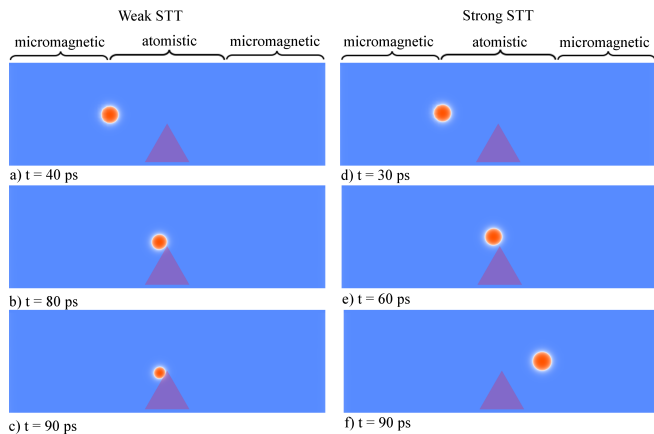 Weak STT
micromagnetic atomistic micromagnetic
a) t = 40 ps
b) t = 80 ps
c) t = 90 ps
Strong STT
micromagnetic atomistic micromagnetic
d) t = 30 ps
e) t = 60 ps
f) t = 90 ps